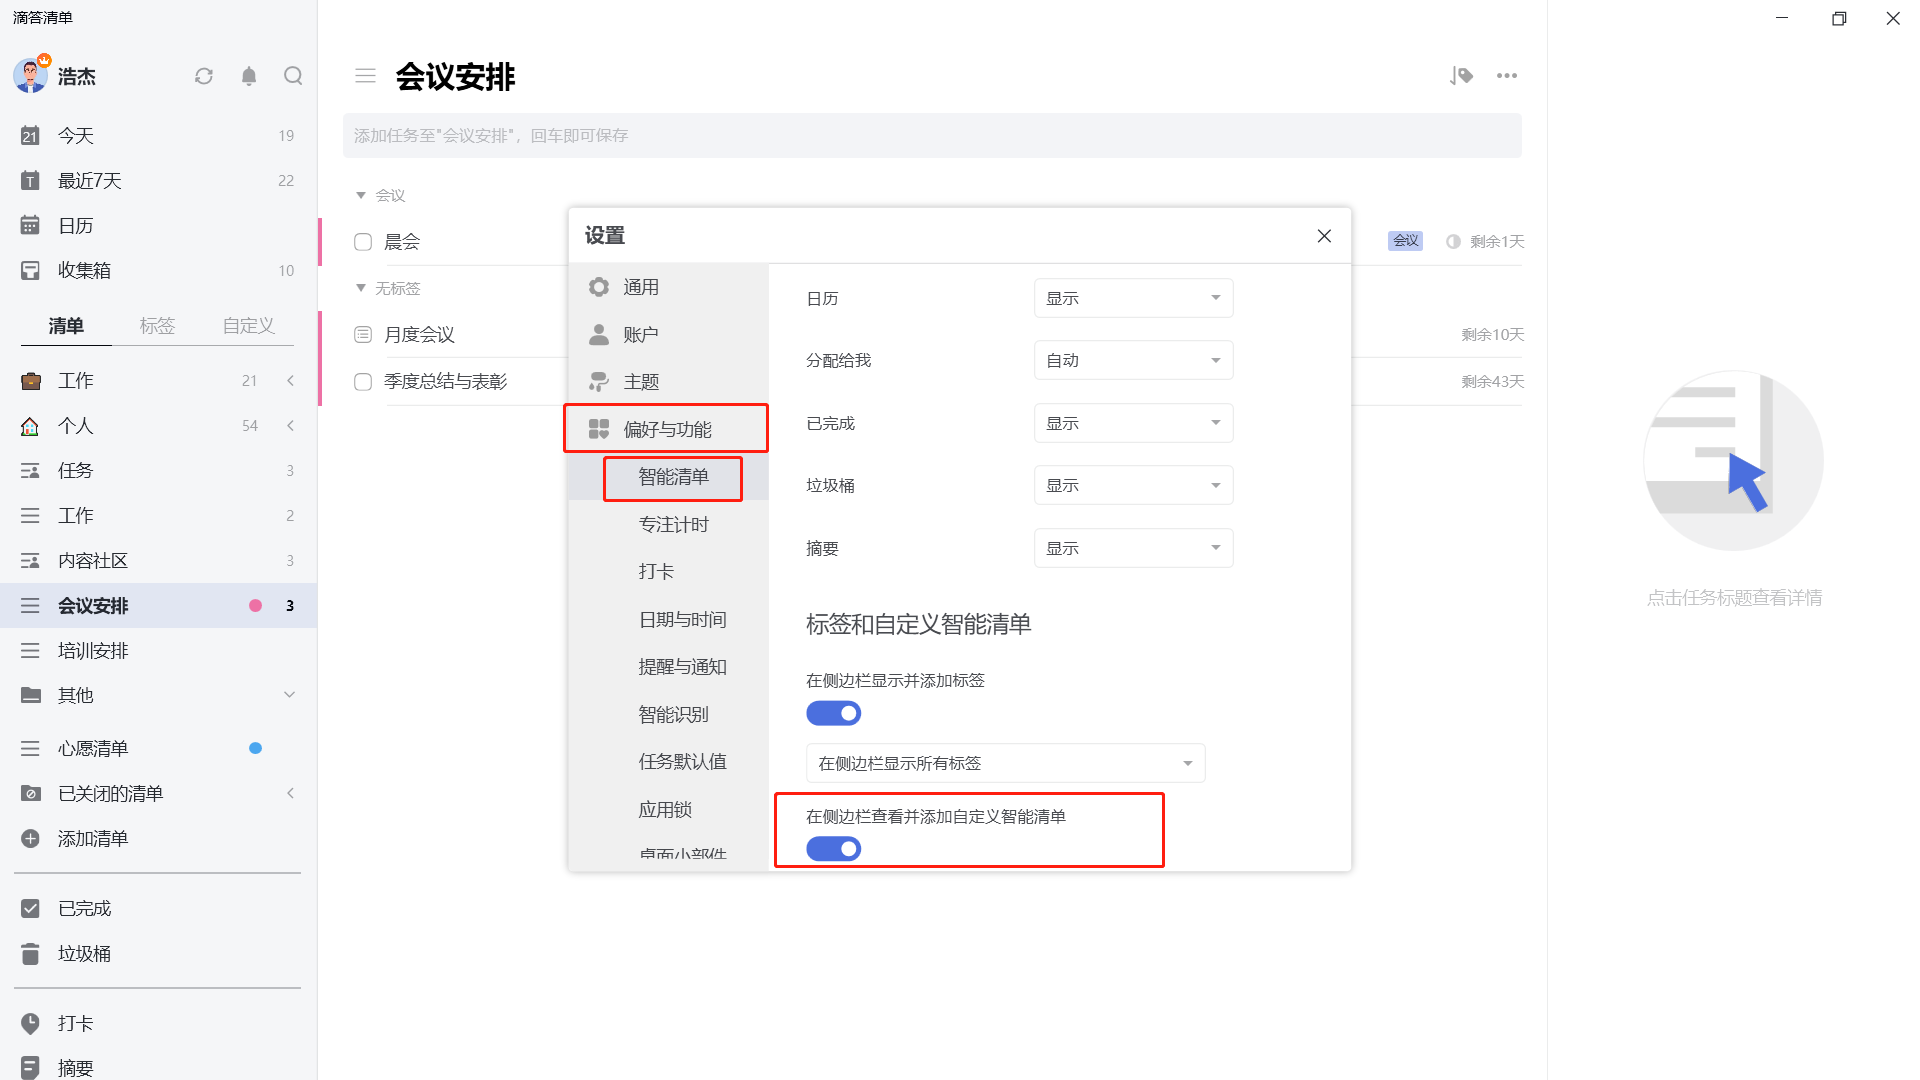 滴答清单
浩杰
21 今天 19
T 最近7天 22
日历
收集箱 10
清单 标签 自定义
工作 21
个人 54
任务 3
工作 2
内容社区 3
会议安排 3
培训安排
其他
心愿清单
已关闭的清单
添加清单
已完成
垃圾桶
打卡
摘要
会议安排
添加任务至"会议安排"，回车即可保存
会议
晨会 会议 剩余1天
无标签
月度会议 剩余10天
季度总结与表彰 剩余43天
设置
通用
账户
主题
偏好与功能
智能清单
专注计时
打卡
日期与时间
提醒与通知
智能识别
任务默认值
应用锁
桌面小部件
日历 显示
分配给我 自动
已完成 显示
垃圾桶 显示
摘要 显示
标签和自定义智能清单
在侧边栏显示并添加标签
在侧边栏显示所有标签
在侧边栏查看并添加自定义智能清单
点击任务标题查看详情